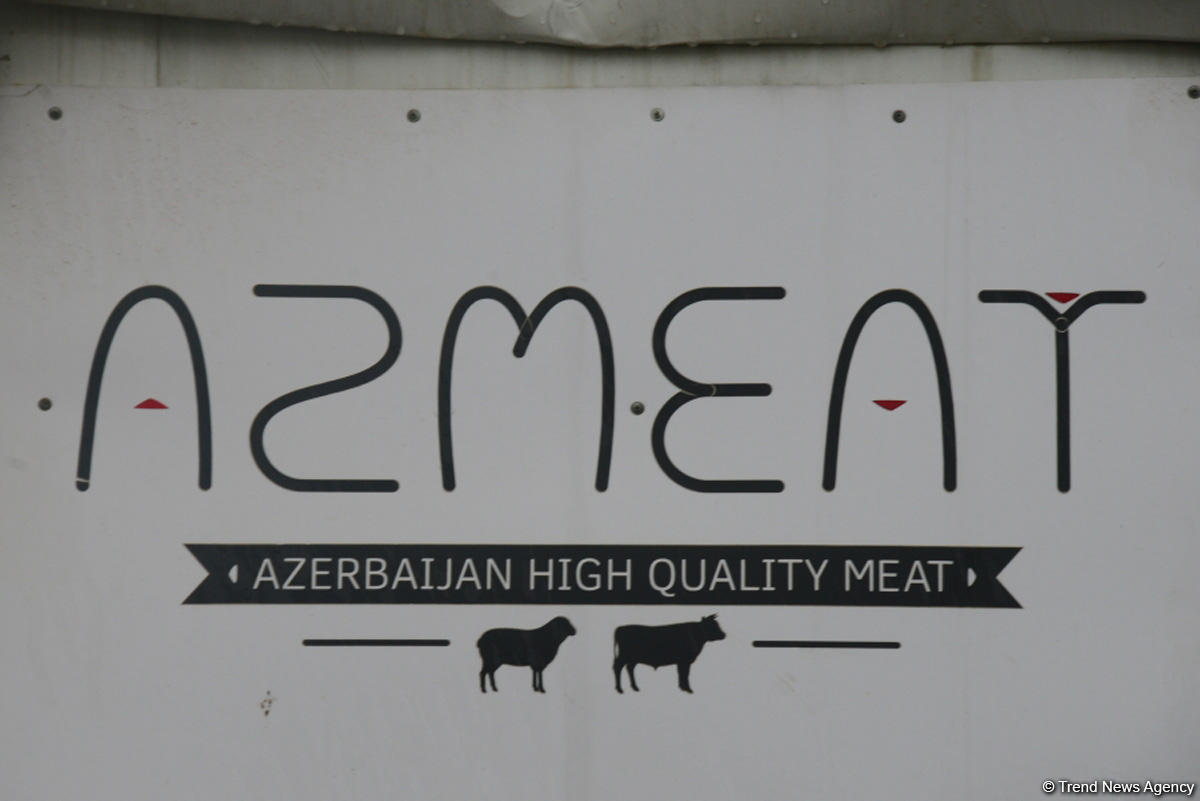 AZMEAT
AZERBAIJAN HIGH QUALITY MEAT
© Trend News Agency